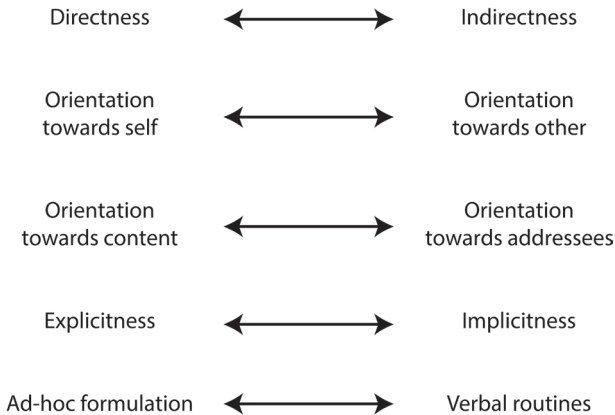 Directness Indirectness
Orientation Orientation
towards self towards other
Orientation Orientation
towards content towards addressees
Explicitness Implicitness
Ad-hoc formulation Verbal routines